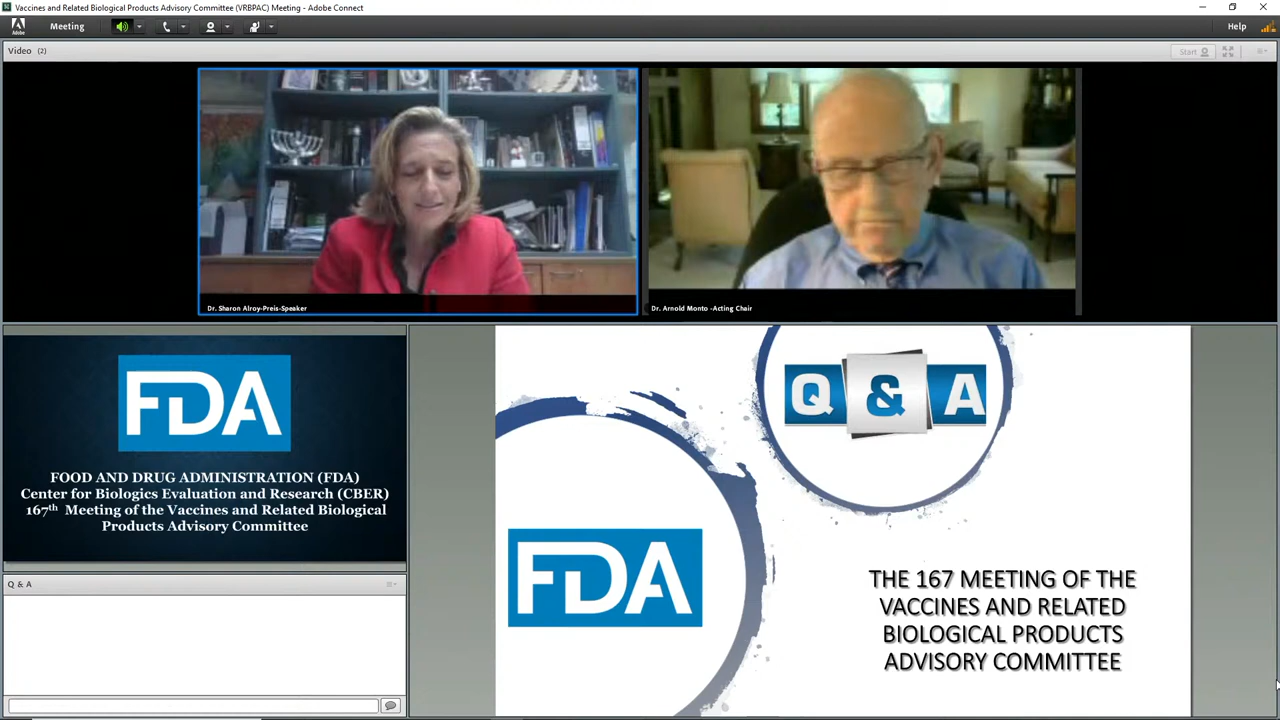 Vaccines and Related Biological Products Advisory Committee (VRBPAC) Meeting - Adobe Connect
Adobe
Meeting
Help
Video (2)
Start
Dr. Sharon Alroy-Preis-Speaker
Dr. Arnold Monto -Acting Chair
FDA
FOOD AND DRUG ADMINISTRATION (FDA)
Center for Biologics Evaluation and Research (CBER)
167th Meeting of the Vaccines and Related Biological
Products Advisory Committee
Q & A
Q & A
FDA
THE 167 MEETING OF THE
VACCINES AND RELATED
BIOLOGICAL PRODUCTS
ADVISORY COMMITTEE